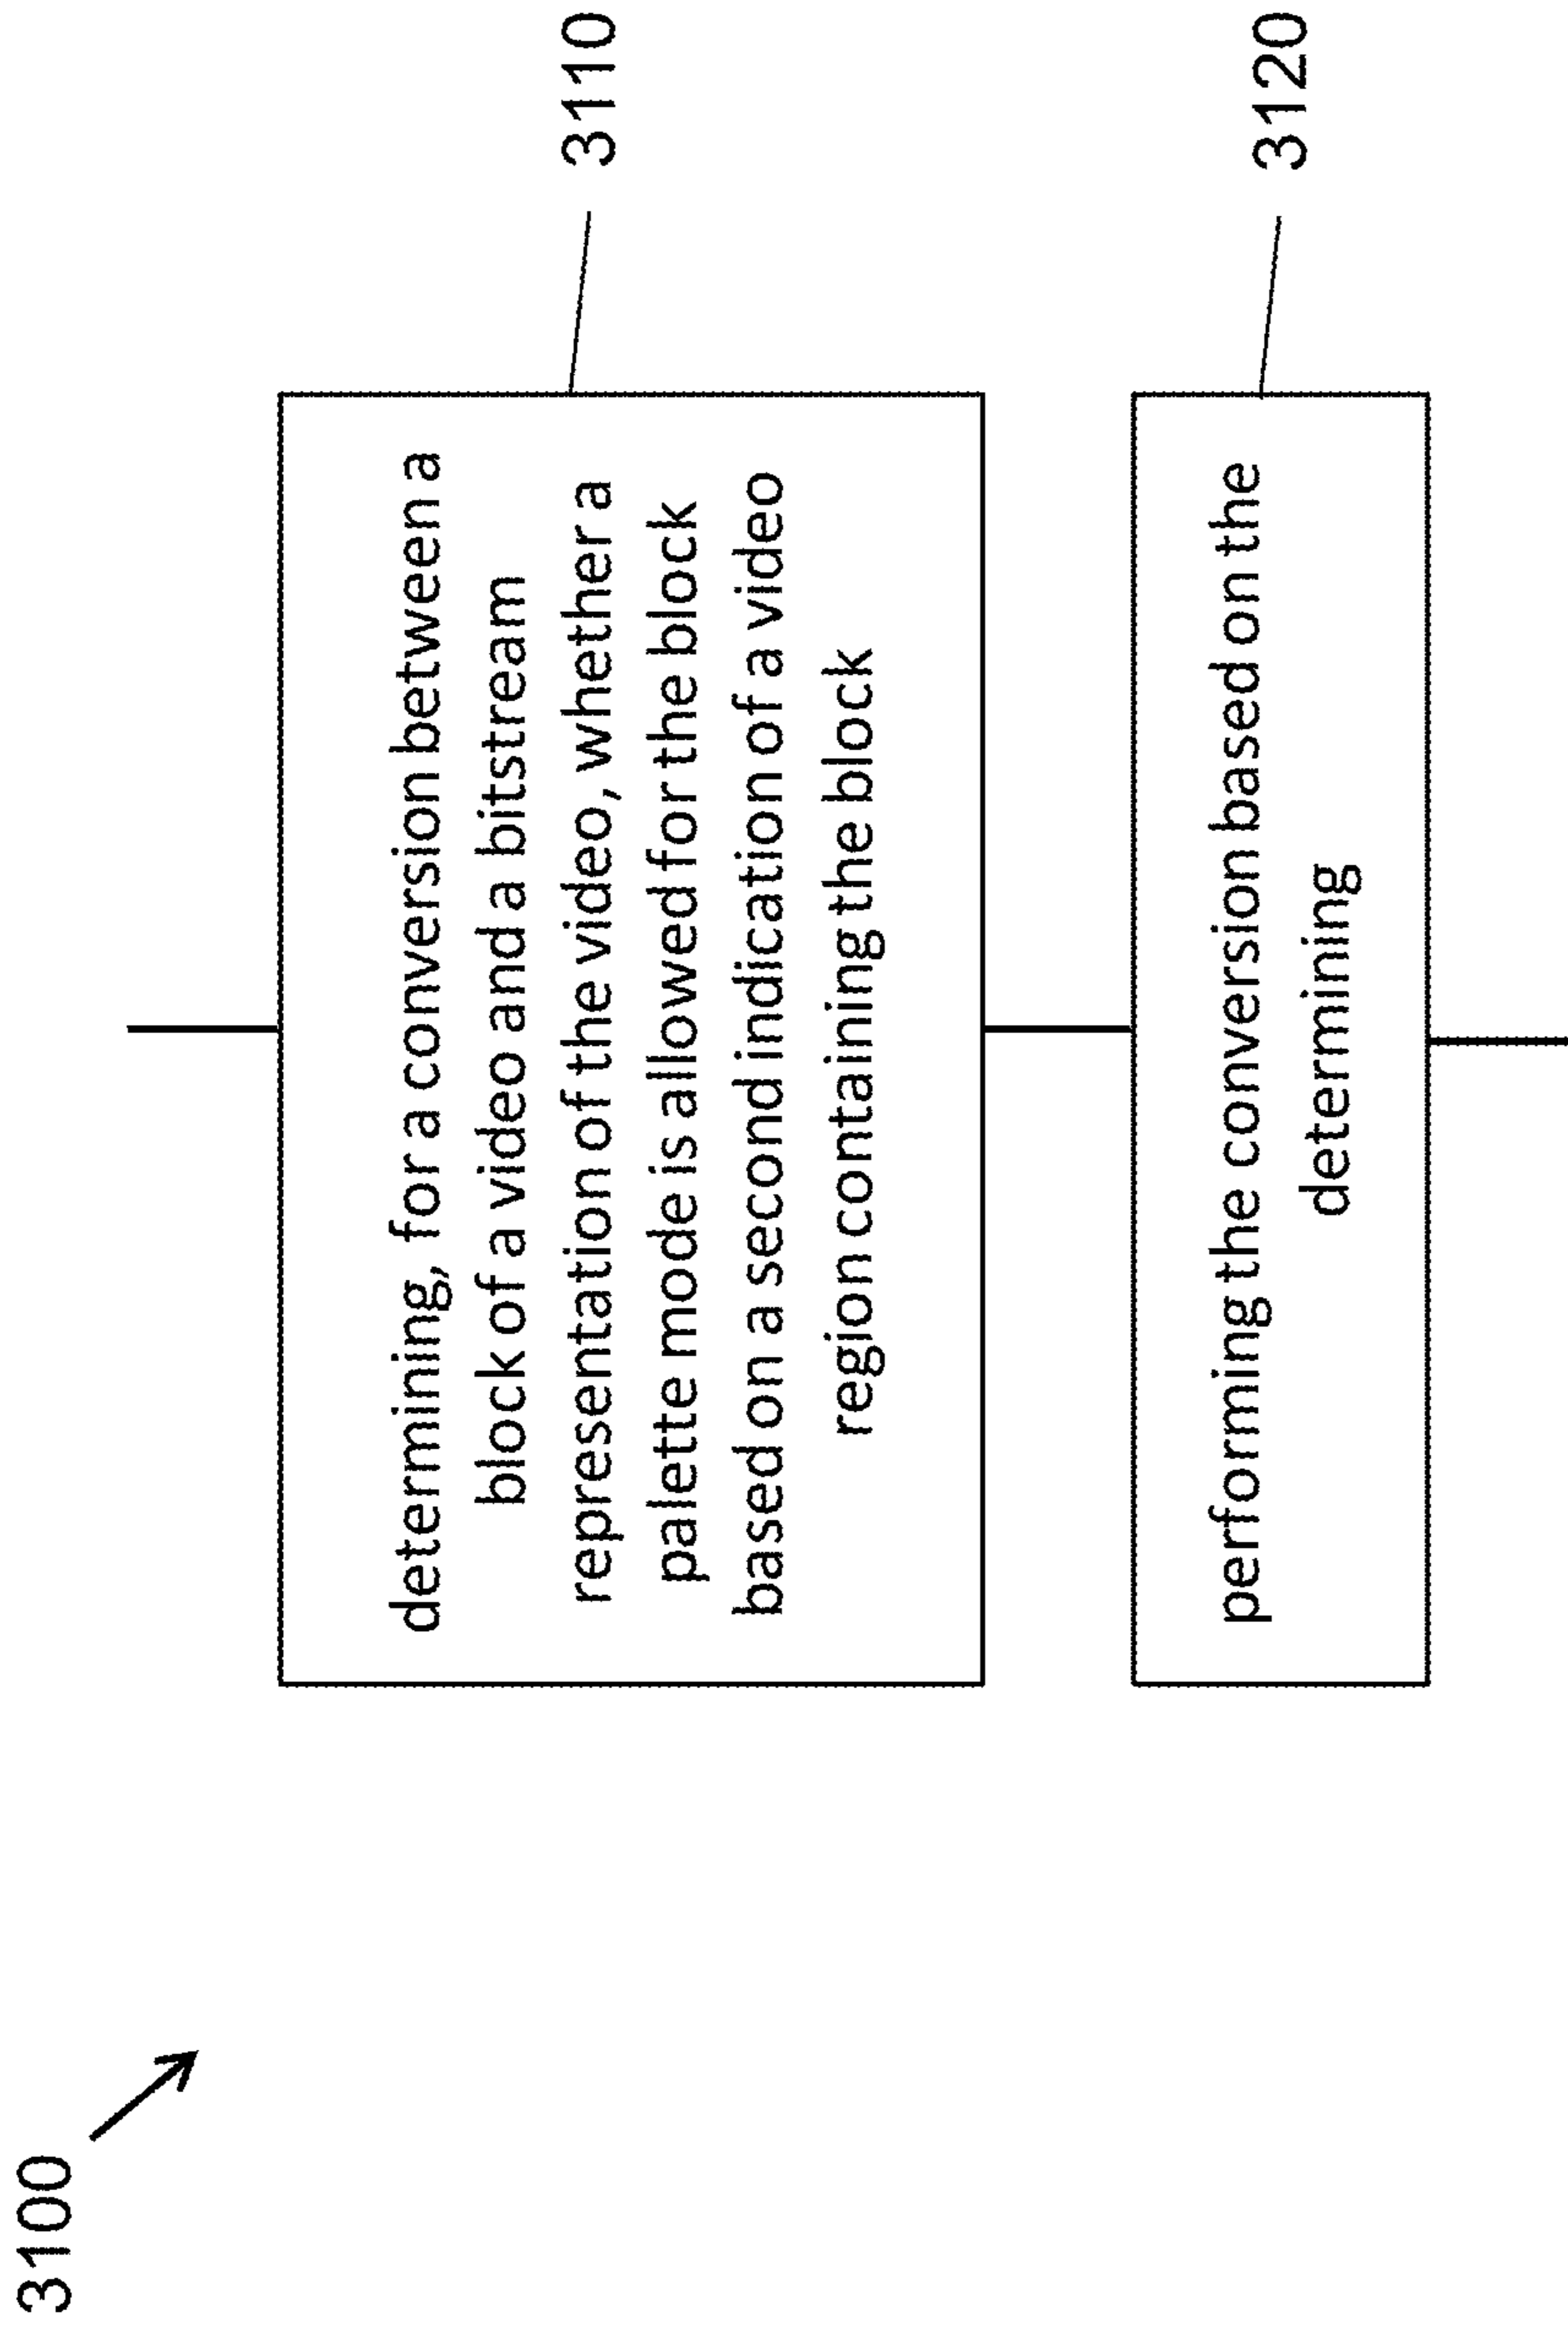 3100
determining, for a conversion between a
block of a video and a bitstream
representation of the video, whether a
palette mode is allowed for the block
based on a second indication of a video
region containing the block
3110
performing the conversion based on the
determining
3120